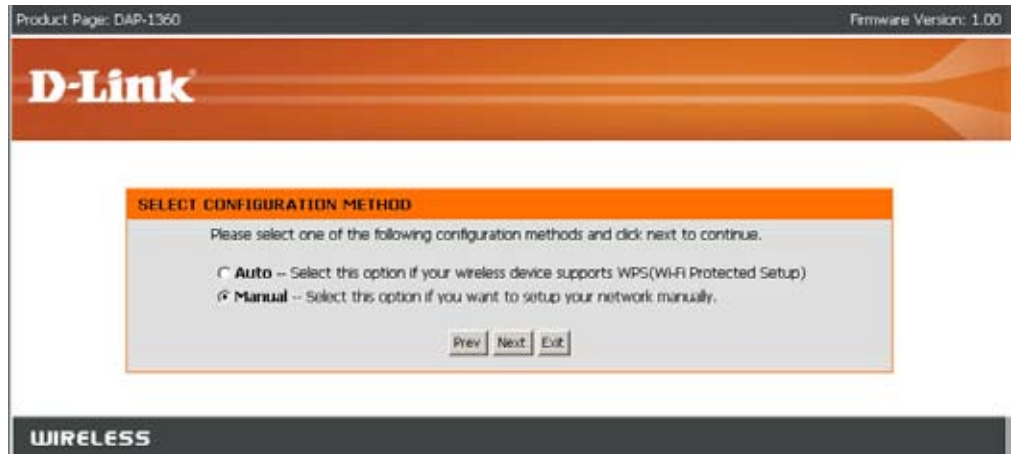 Product Page: DAP-1360
Firmware Version: 1.00
D-Link
SELECT CONFIGURATION METHOD
Please select one of the following configuration methods and click next to continue.
Auto -- Select this option if your wireless device supports WPS(Wi-Fi Protected Setup)
Manual -- Select this option if you want to setup your network manually.
Prev Next Exit
WIRELESS